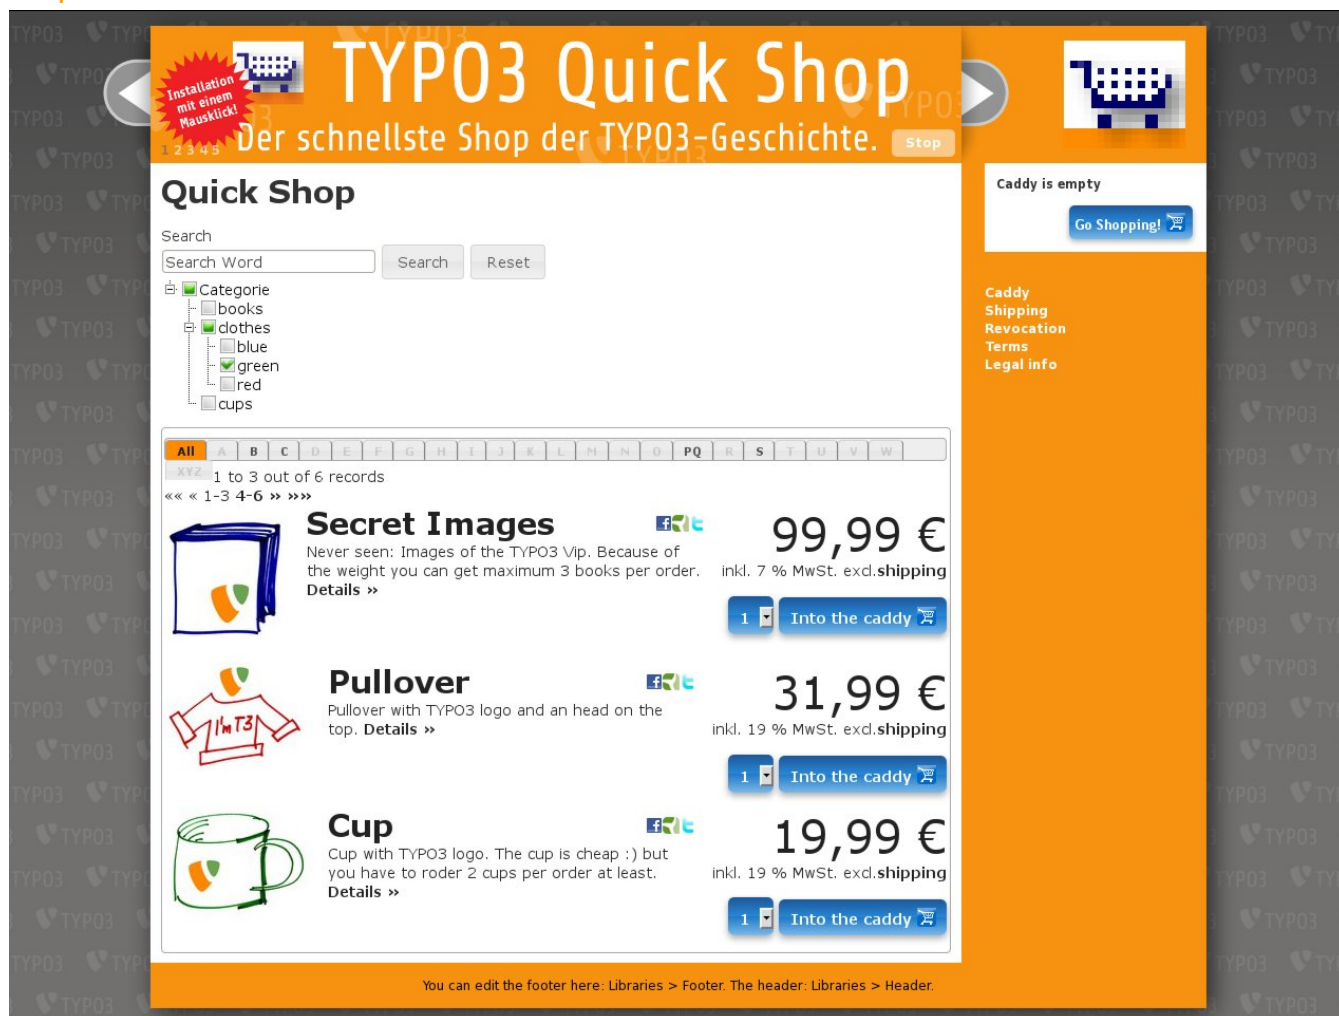 TYPO3 Quick Shop
Installation
mit einem
Mausklick!
Der schnellste Shop der TYPO3-Geschichte.
1 2 3 4 5
Stop
Quick Shop
Search
Search Word
Search
Reset
Categorie
books
clothes
blue
green
red
cups
All A B C D E F G H I J K L M N O PQ R S T U V W
XYZ
1 to 3 out of 6 records
«« « 1-3 4-6 » »»
Secret Images
Never seen: Images of the TYPO3 Vip. Because of
the weight you can get maximum 3 books per order.
Details »
99,99 €
inkl. 7 % MwSt. excl.shipping
1
Into the caddy
I'm T3
Pullover
Pullover with TYPO3 logo and an head on the
top. Details »
31,99 €
inkl. 19 % MwSt. excl.shipping
1
Into the caddy
Cup
Cup with TYPO3 logo. The cup is cheap :) but
you have to roder 2 cups per order at least.
Details »
19,99 €
inkl. 19 % MwSt. excl.shipping
1
Into the caddy
Caddy is empty
Go Shopping!
Caddy
Shipping
Revocation
Terms
Legal info
You can edit the footer here: Libraries > Footer. The header: Libraries > Header.